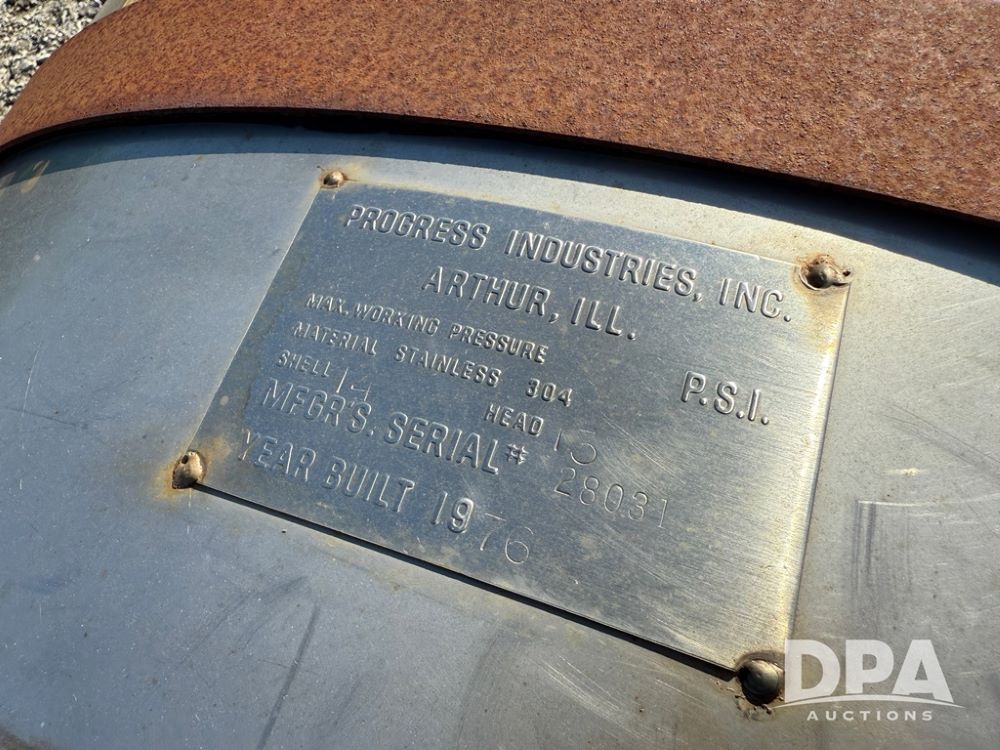 PROGRESS INDUSTRIES, INC.
ARTHUR, ILL.
MAX. WORKING PRESSURE P.S.I.
MATERIAL STAINLESS 304
SHELL 14 HEAD 13
MFGR'S. SERIAL # 28031
YEAR BUILT 1976
DPA
AUCTIONS